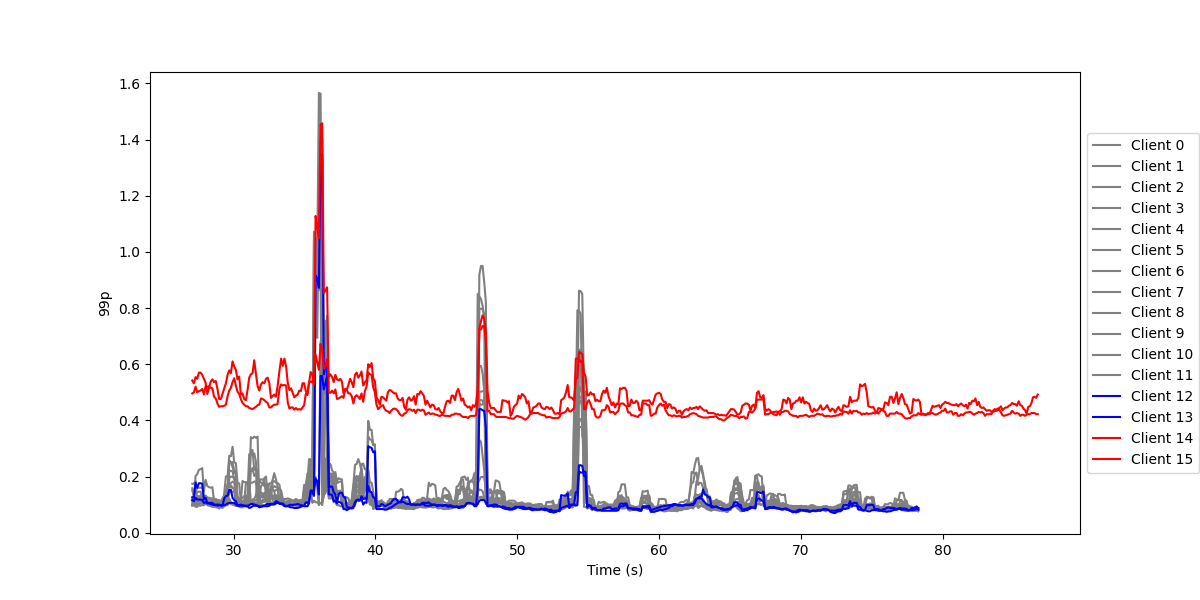 1.6
1.4
1.2
1.0
0.8
0.6
0.4
0.2
0.0
99p
30 40 50 60 70 80
Time (s)
Client 0
Client 1
Client 2
Client 3
Client 4
Client 5
Client 6
Client 7
Client 8
Client 9
Client 10
Client 11
Client 12
Client 13
Client 14
Client 15